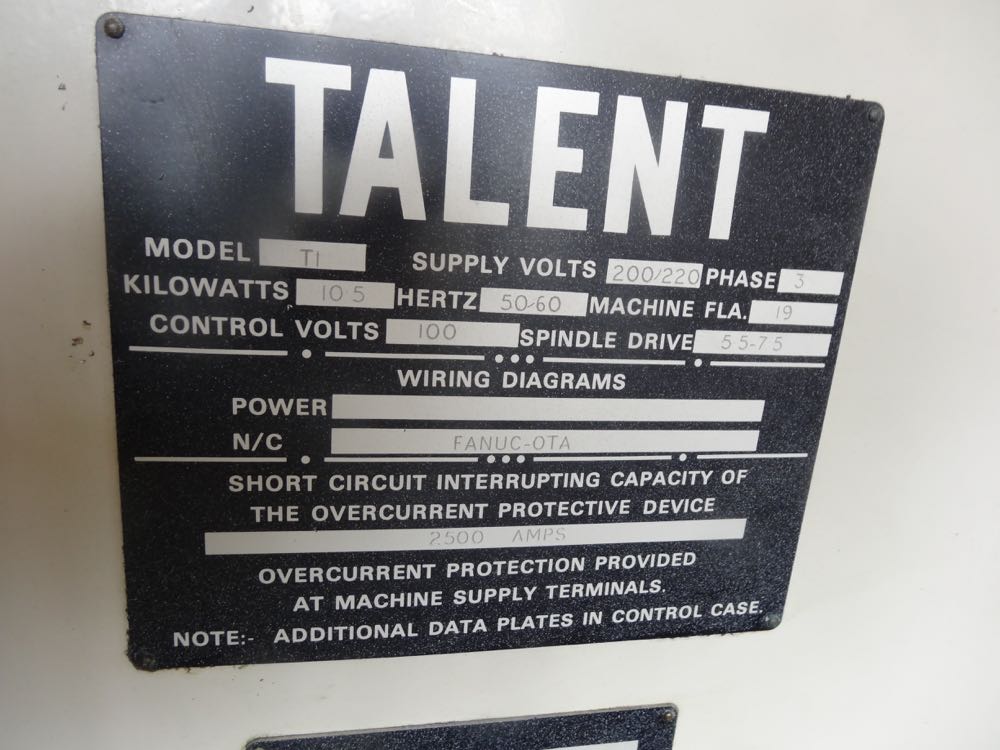 TALENT
MODEL T1 SUPPLY VOLTS 200/220 PHASE 3
KILOWATTS 10 5 HERTZ 50-60 MACHINE FLA. 19
CONTROL VOLTS 100 SPINDLE DRIVE 5 5-7 5
WIRING DIAGRAMS
POWER
N/C FANUC-OTA
SHORT CIRCUIT INTERRUPTING CAPACITY OF
THE OVERCURRENT PROTECTIVE DEVICE
2500 AMPS
OVERCURRENT PROTECTION PROVIDED
AT MACHINE SUPPLY TERMINALS.
NOTE:- ADDITIONAL DATA PLATES IN CONTROL CASE.